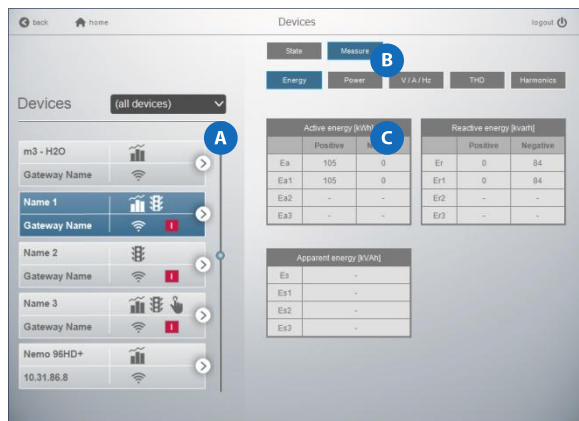 back home Devices logout
State Measure B
Energy Power V / A / Hz THD Harmonics
Devices (all devices)
A
C
m3 - H2O
Gateway Name
Name 1
Gateway Name I
Name 2
Gateway Name I
Name 3
Gateway Name I
Nemo 96HD+
10.31.86.8
Active energy [kWh]
Positive
Ea 105 0
Ea1 105 0
Ea2 - -
Ea3 - -
Reactive energy [kvarh]
Positive Negative
Er 0 84
Er1 0 84
Er2 - -
Er3 - -
Apparent energy [kVAh]
Es -
Es1 -
Es2 -
Es3 -